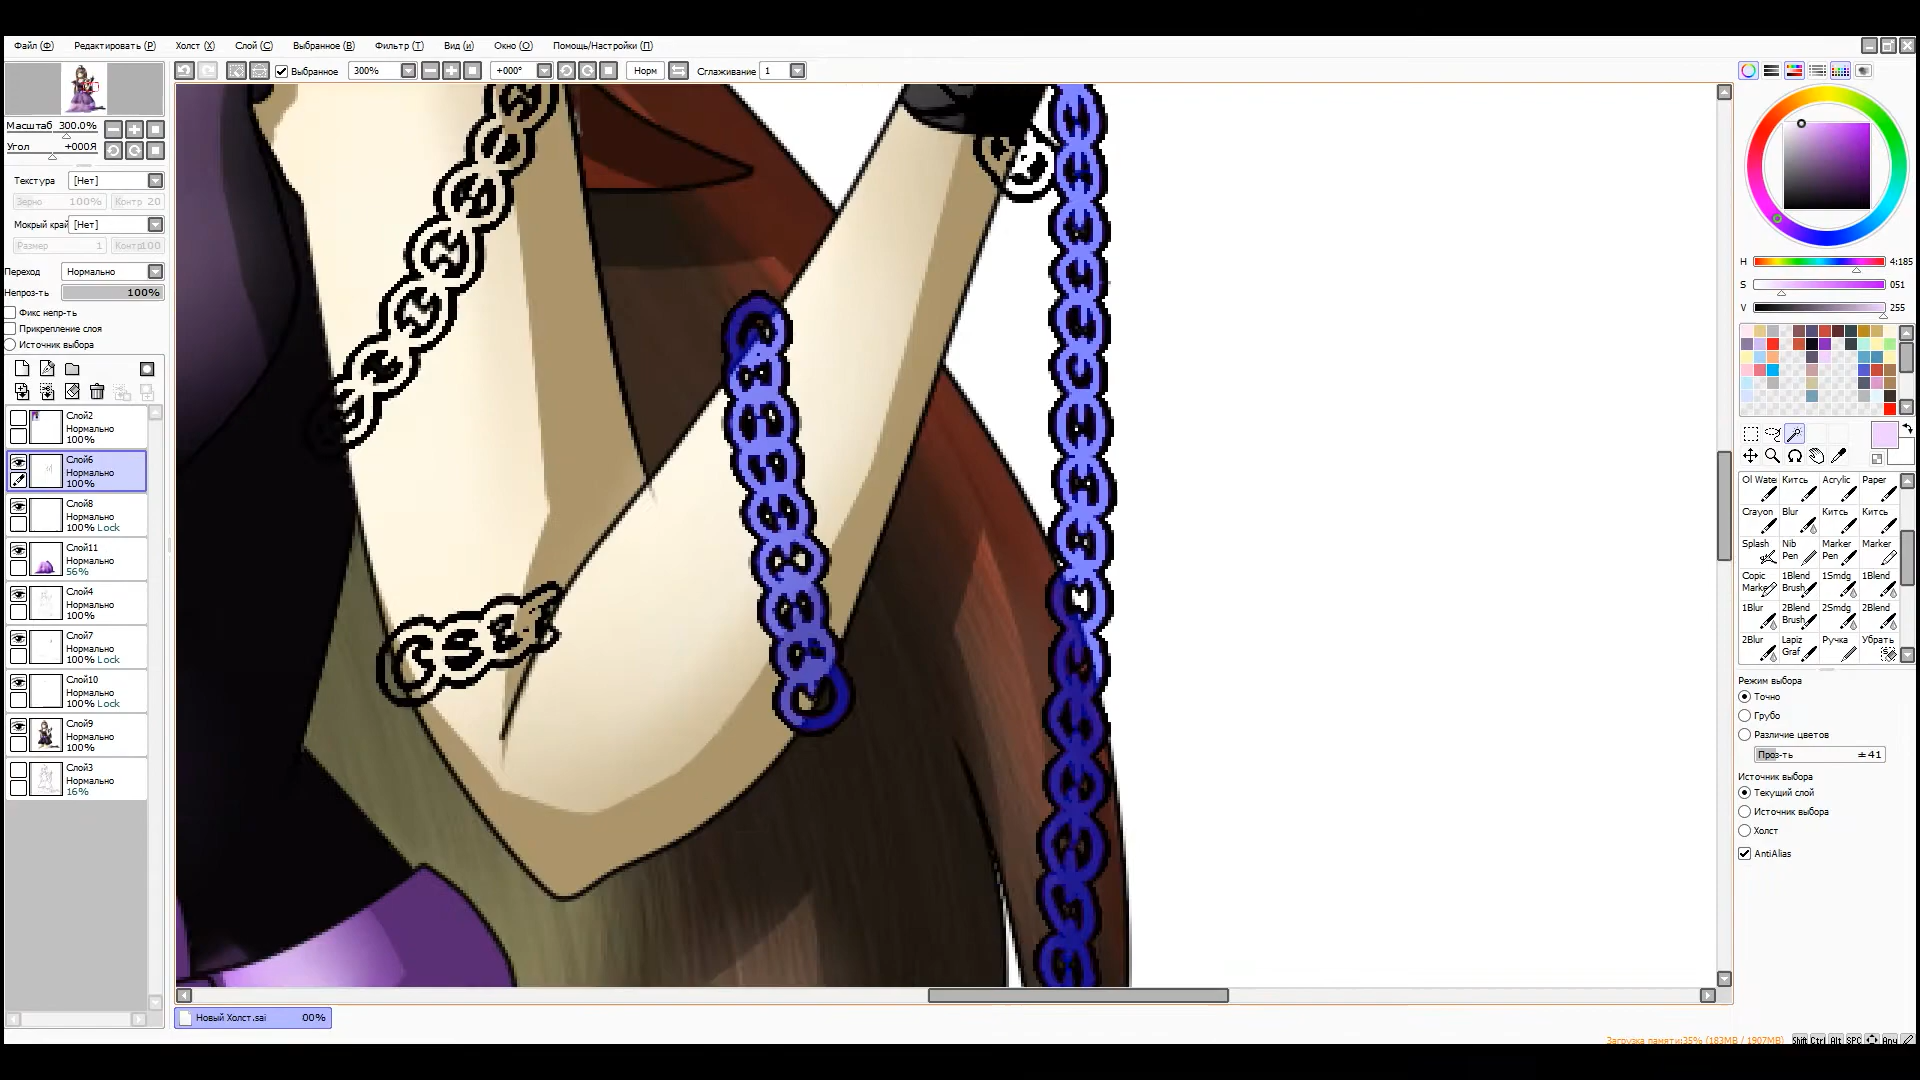 Файл (Ф) Редактировать (Р) Холст (Х) Слой (С) Выбранное (В) Фильтр (Т) Вид (и) Окно (О) Помощь/Настройки (П)
Выбранное 300% +000° Норм Сглаживание 1
Масштаб 300.0%
Угол +000Я
Текстура [Нет]
Зерно 100% Контр 20
Мокрый край [Нет]
Размер 1 Контр100
Переход Нормально
Непроз-ть 100%
Фикс непр-ть
Прикрепление слоя
Источник выбора
Слой2
Нормально
100%
Слой6
Нормально
100%
Слой8
Нормально
100% Lock
Слой11
Нормально
56%
Слой4
Нормально
100%
Слой7
Нормально
100% Lock
Слой10
Нормально
100% Lock
Слой9
Нормально
100%
Слой3
Нормально
16%
Новый Холст.sai 00%
H 4:185
S 051
V 255
Ol Wate Китсь Acrylic Paper
Crayon Blur Китсь Китсь
Splash Nib Pen Marker Pen Marker
Copic Marke 1Blend Brush 1Smdg 1Blend
1Blur 2Blend Brush 2Smdg 2Blend
2Blur Lapiz Graf Ручка Убрать
Режим выбора
Точно
Грубо
Различие цветов
Проз-ть ±41
Источник выбора
Текущий слой
Источник выбора
Холст
AntiAlias
Загрузка памяти:35% (183MB / 1907MB) Shift Ctrl Alt SPC Any